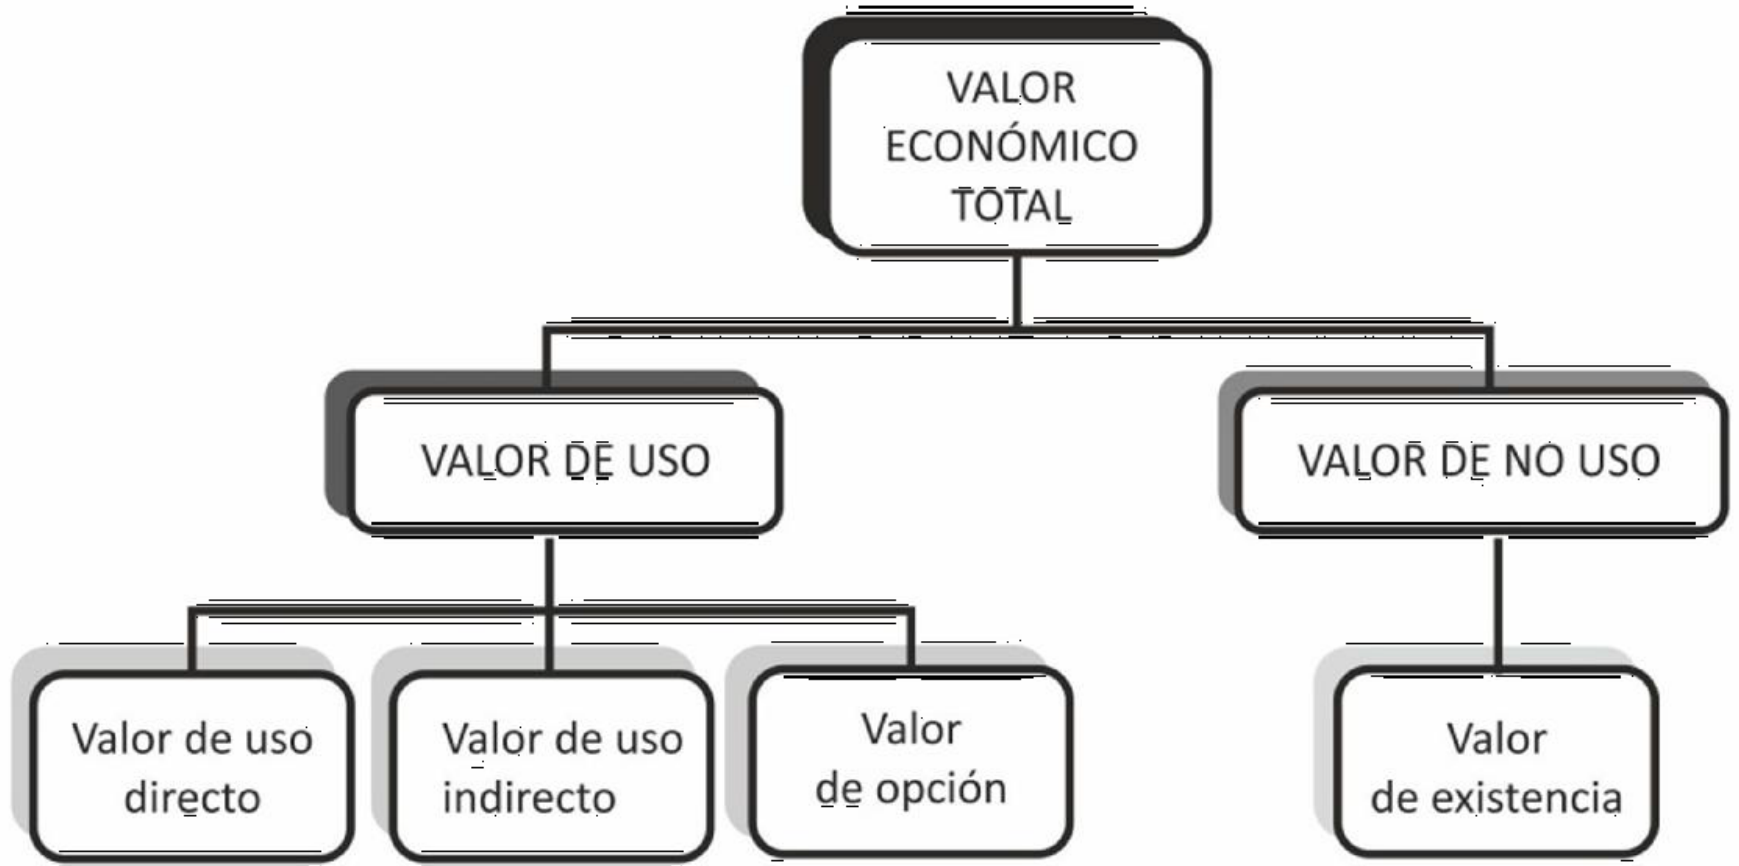 VALOR
ECONÓMICO
TOTAL
VALOR DE USO
VALOR DE NO USO
Valor de uso
directo
Valor de uso
indirecto
Valor
de opción
Valor
de existencia